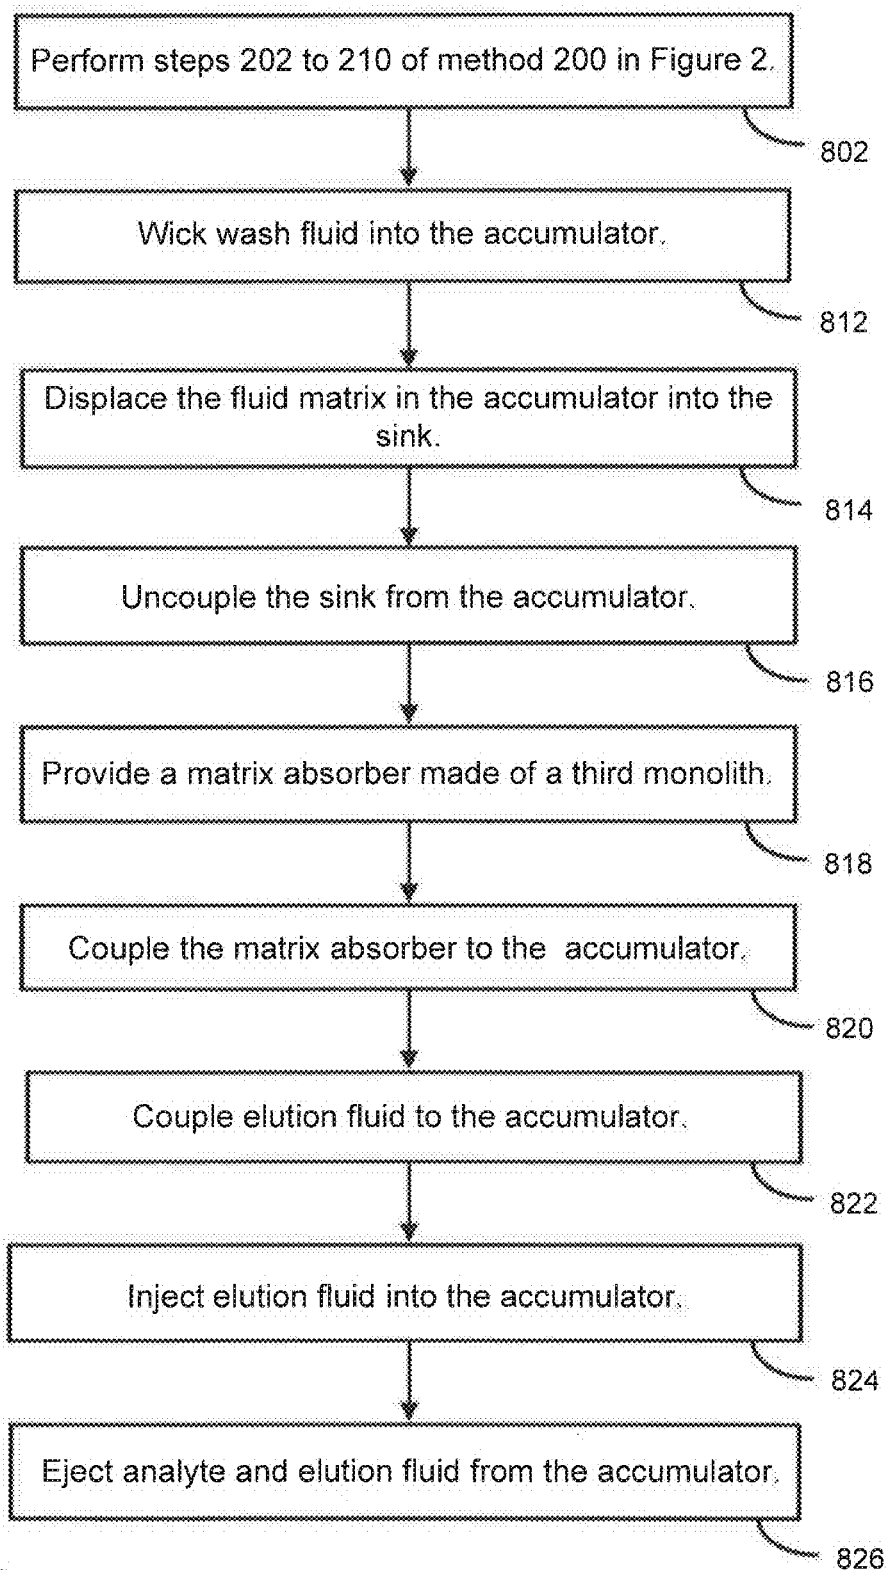 Perform steps 202 to 210 of method 200 in Figure 2.
802
Wick wash fluid into the accumulator.
812
Displace the fluid matrix in the accumulator into the
sink.
814
Uncouple the sink from the accumulator.
816
Provide a matrix absorber made of a third monolith.
818
Couple the matrix absorber to the accumulator.
820
Couple elution fluid to the accumulator.
822
Inject elution fluid into the accumulator.
824
Eject analyte and elution fluid from the accumulator.
826